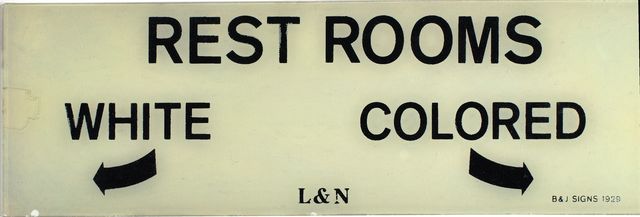 REST ROOMS
WHITE COLORED
L&N
B&J SIGNS 1929